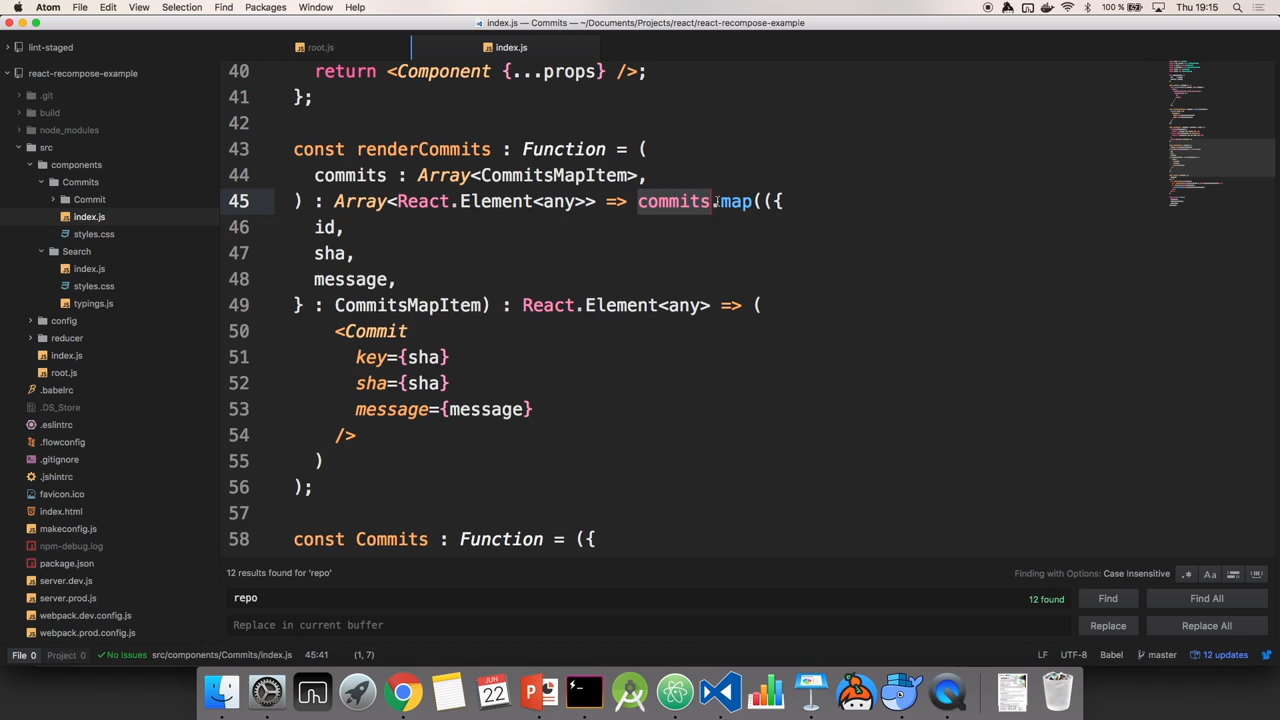 Atom File Edit View Selection Find Packages Window Help 100 % Thu 19:15
index.js — Commits — ~/Documents/Projects/react/react-recompose-example
lint-staged
react-recompose-example
.git
build
node_modules
src
components
Commits
Commit
index.js
styles.css
Search
index.js
styles.css
typings.js
config
reducer
index.js
root.js
.babelrc
.DS_Store
.eslintrc
.flowconfig
.gitignore
.jshintrc
favicon.ico
index.html
makeconfig.js
npm-debug.log
package.json
server.dev.js
server.prod.js
webpack.dev.config.js
webpack.prod.config.js
root.js index.js
40 return <Component {...props} />;
41 };
42
43 const renderCommits : Function = (
44 commits : Array<CommitsMapItem>,
45 ) : Array<React.Element<any>> => commits.map(({
46 id,
47 sha,
48 message,
49 } : CommitsMapItem) : React.Element<any> => (
50 <Commit
51 key={sha}
52 sha={sha}
53 message={message}
54 />
55 )
56 );
57
58 const Commits : Function = ({
12 results found for 'repo' Finding with Options: Case Insensitive .* Aa
repo 12 found Find Find All
Replace in current buffer Replace Replace All
File 0 Project 0 No Issues src/components/Commits/index.js 45:41 (1, 7) LF UTF-8 Babel master 12 updates
JUN
22